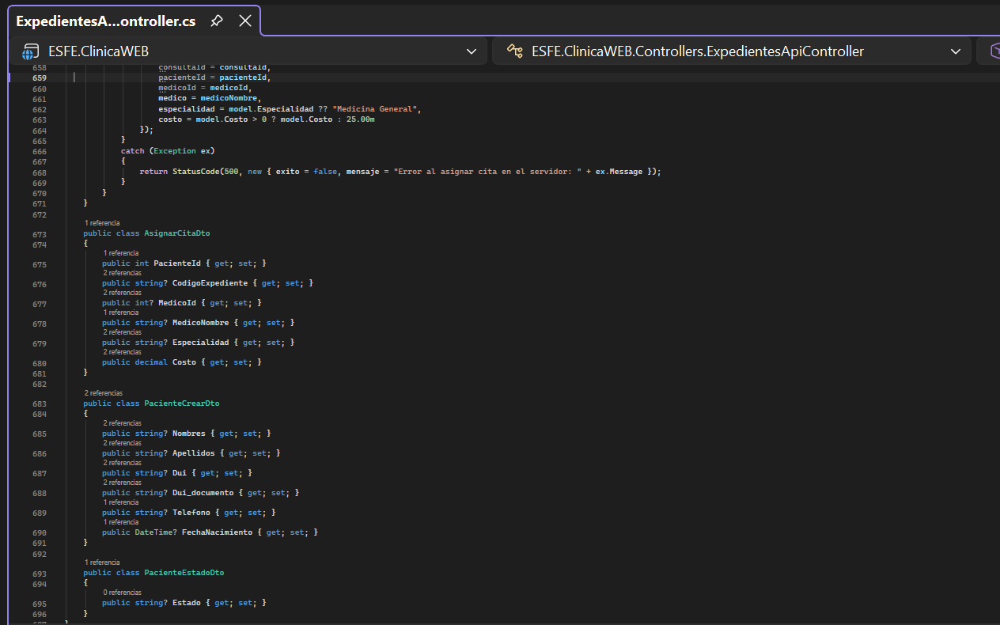 ExpedientesA...ontroller.cs
ESFE.ClinicaWEB ESFE.ClinicaWEB.Controllers.ExpedientesApiController
658 consultaId = consultaId,
659 pacienteId = pacienteId,
660 medicoId = medicoId,
661 medico = medicoNombre,
662 especialidad = model.Especialidad ?? "Medicina General",
663 costo = model.Costo > 0 ? model.Costo : 25.00m
664 });
665 }
666 catch (Exception ex)
667 {
668 return StatusCode(500, new { exito = false, mensaje = "Error al asignar cita en el servidor: " + ex.Message });
669 }
670 }
671 }
672
1 referencia
673 public class AsignarCitaDto
674 {
1 referencia
675 public int PacienteId { get; set; }
2 referencias
676 public string? CodigoExpediente { get; set; }
2 referencias
677 public int? MedicoId { get; set; }
1 referencia
678 public string? MedicoNombre { get; set; }
2 referencias
679 public string? Especialidad { get; set; }
2 referencias
680 public decimal Costo { get; set; }
681 }
682
2 referencias
683 public class PacienteCrearDto
684 {
2 referencias
685 public string? Nombres { get; set; }
2 referencias
686 public string? Apellidos { get; set; }
2 referencias
687 public string? Dui { get; set; }
2 referencias
688 public string? Dui_documento { get; set; }
1 referencia
689 public string? Telefono { get; set; }
1 referencia
690 public DateTime? FechaNacimiento { get; set; }
691 }
692
1 referencia
693 public class PacienteEstadoDto
694 {
0 referencias
695 public string? Estado { get; set; }
696 }
697 }